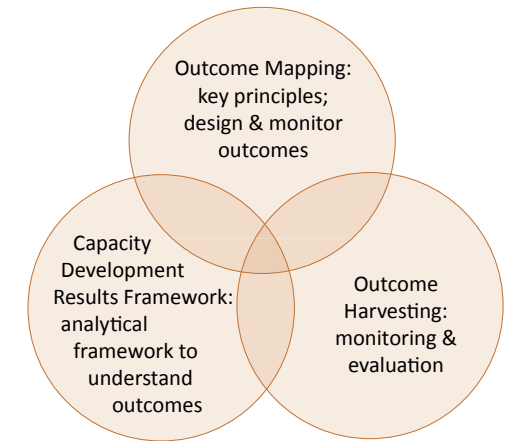 Outcome Mapping:
key principles;
design & monitor
outcomes
Capacity
Development
Results Framework:
analytical
framework to
understand
outcomes
Outcome
Harvesting:
monitoring &
evaluation